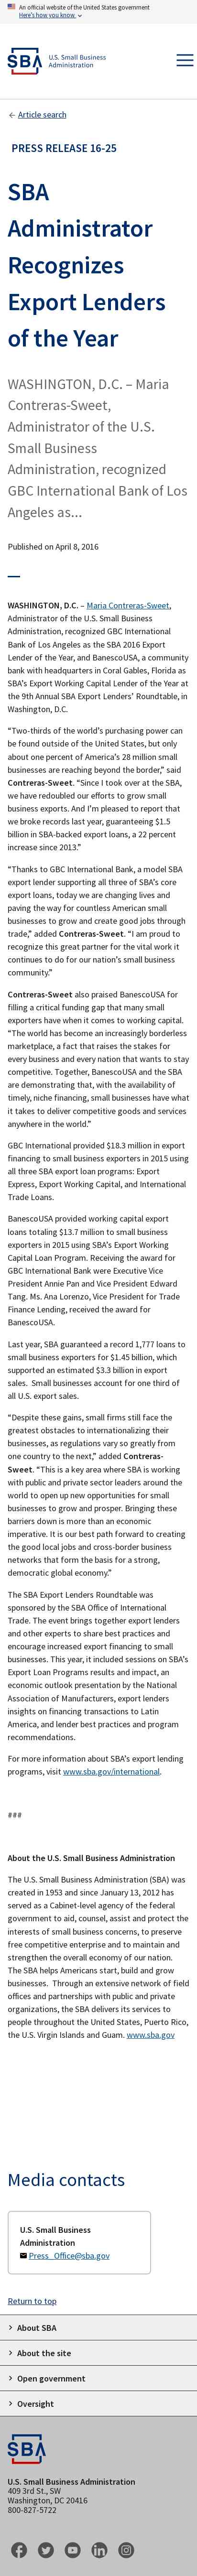 An official website of the United States government
Here's how you know
SBA U.S. Small Business
Administration
Article search
PRESS RELEASE 16-25
SBA
Administrator
Recognizes
Export Lenders
of the Year
WASHINGTON, D.C. – Maria
Contreras-Sweet,
Administrator of the U.S.
Small Business
Administration, recognized
GBC International Bank of Los
Angeles as...
Published on April 8, 2016
WASHINGTON, D.C. – Maria Contreras-Sweet,
Administrator of the U.S. Small Business
Administration, recognized GBC International
Bank of Los Angeles as the SBA 2016 Export
Lender of the Year, and BanescoUSA, a community
bank with headquarters in Coral Gables, Florida as
SBA's Export Working Capital Lender of the Year at
the 9th Annual SBA Export Lenders' Roundtable, in
Washington, D.C.
“Two-thirds of the world's purchasing power can
be found outside of the United States, but only
about one percent of America's 28 million small
businesses are reaching beyond the border,” said
Contreras-Sweet. “Since I took over at the SBA,
we have redoubled our efforts to grow small
business exports. And I'm pleased to report that
we broke records last year, guaranteeing $1.5
billion in SBA-backed export loans, a 22 percent
increase since 2013.”
“Thanks to GBC International Bank, a model SBA
export lender supporting all three of SBA's core
export loans, today we are changing lives and
paving the way for countless American small
businesses to grow and create good jobs through
trade,” added Contreras-Sweet. “I am proud to
recognize this great partner for the vital work it
continues to do for our nation's small business
community.”
Contreras-Sweet also praised BanescoUSA for
filling a critical funding gap that many small
exporters have when it comes to working capital.
“The world has become an increasingly borderless
marketplace, a fact that raises the stakes for
every business and every nation that wants to stay
competitive. Together, BanescoUSA and the SBA
are demonstrating that, with the availability of
timely, niche financing, small businesses have what
it takes to deliver competitive goods and services
anywhere in the world.”
GBC International provided $18.3 million in export
financing to small business exporters in 2015 using
all three SBA export loan programs: Export
Express, Export Working Capital, and International
Trade Loans.
BanescoUSA provided working capital export
loans totaling $13.7 million to small business
exporters in 2015 using SBA's Export Working
Capital Loan Program. Receiving the award for
GBC International Bank were Executive Vice
President Annie Pan and Vice President Edward
Tang. Ms. Ana Lorenzo, Vice President for Trade
Finance Lending, received the award for
BanescoUSA.
Last year, SBA guaranteed a record 1,777 loans to
small business exporters for $1.45 billion, which
supported an estimated $3.3 billion in export
sales. Small businesses account for one third of
all U.S. export sales.
“Despite these gains, small firms still face the
greatest obstacles to internationalizing their
businesses, as regulations vary so greatly from
one country to the next,” added Contreras-
Sweet. “This is a key area where SBA is working
with public and private sector leaders around the
world to open up new opportunities for small
businesses to grow and prosper. Bringing these
barriers down is more than an economic
imperative. It is our best path forward to creating
the good local jobs and cross-border business
networks that form the basis for a strong,
democratic global economy.”
The SBA Export Lenders Roundtable was
sponsored by the SBA Office of International
Trade. The event brings together export lenders
and other experts to share best practices and
encourage increased export financing to small
businesses. This year, it included sessions on SBA's
Export Loan Programs results and impact, an
economic outlook presentation by the National
Association of Manufacturers, export lenders
insights on financing transactions to Latin
America, and lender best practices and program
recommendations.
For more information about SBA's export lending
programs, visit www.sba.gov/international.
###
About the U.S. Small Business Administration
The U.S. Small Business Administration (SBA) was
created in 1953 and since January 13, 2012 has
served as a Cabinet-level agency of the federal
government to aid, counsel, assist and protect the
interests of small business concerns, to preserve
free competitive enterprise and to maintain and
strengthen the overall economy of our nation.
The SBA helps Americans start, build and grow
businesses. Through an extensive network of field
offices and partnerships with public and private
organizations, the SBA delivers its services to
people throughout the United States, Puerto Rico,
the U.S. Virgin Islands and Guam. www.sba.gov
Media contacts
U.S. Small Business
Administration
Press_Office@sba.gov
Return to top
About SBA
About the site
Open government
Oversight
SBA
U.S. Small Business Administration
409 3rd St., SW
Washington, DC 20416
800-827-5722